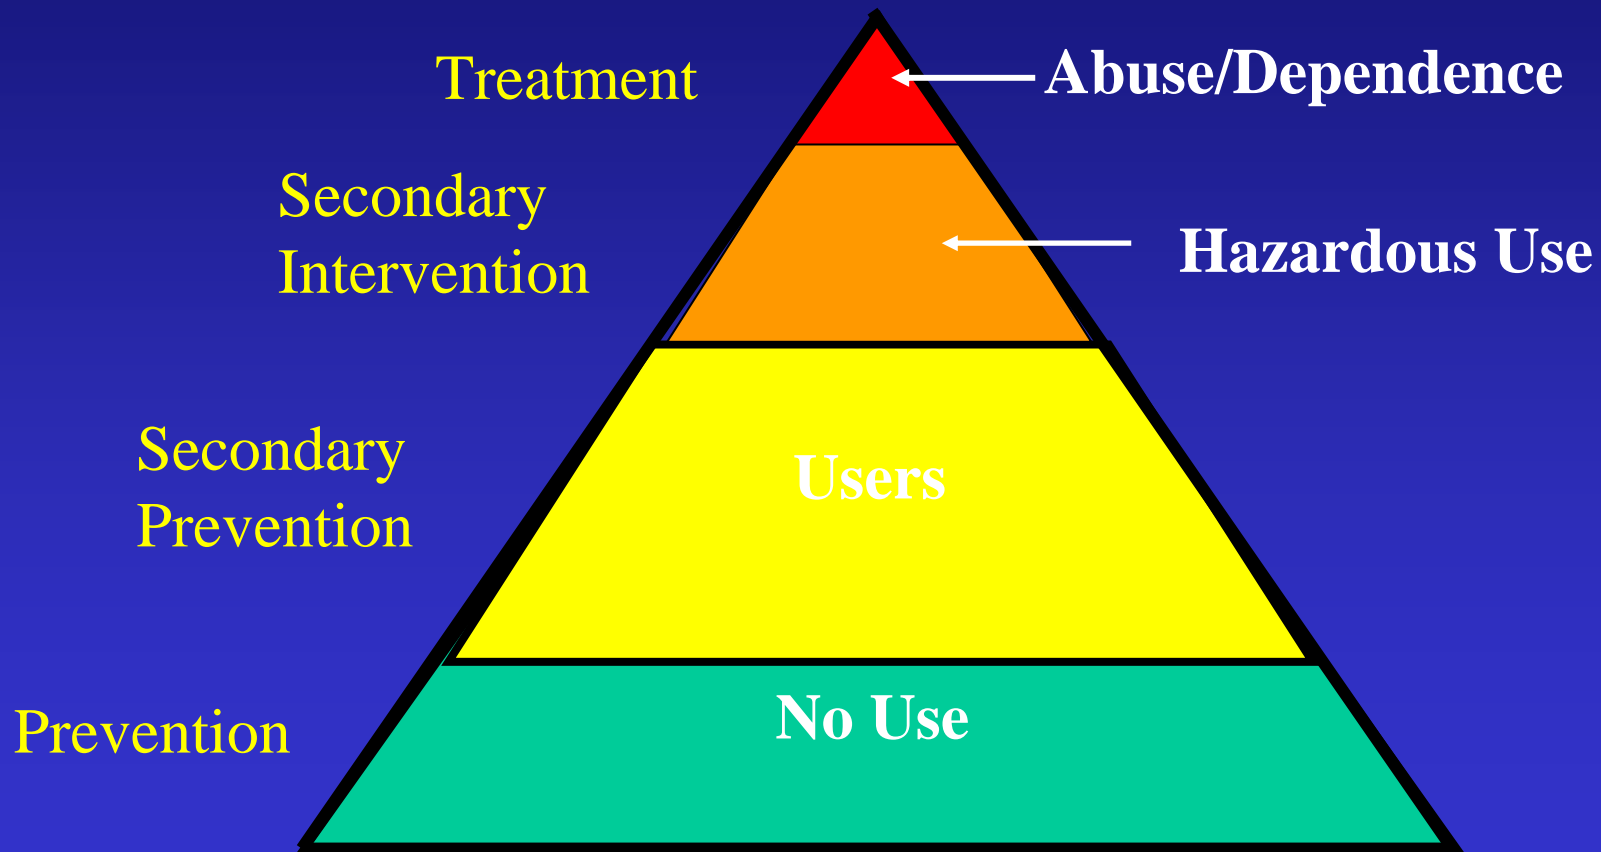 Treatment
Abuse/Dependence
Secondary
Intervention
Hazardous Use
Secondary
Prevention
Users
Prevention
No Use